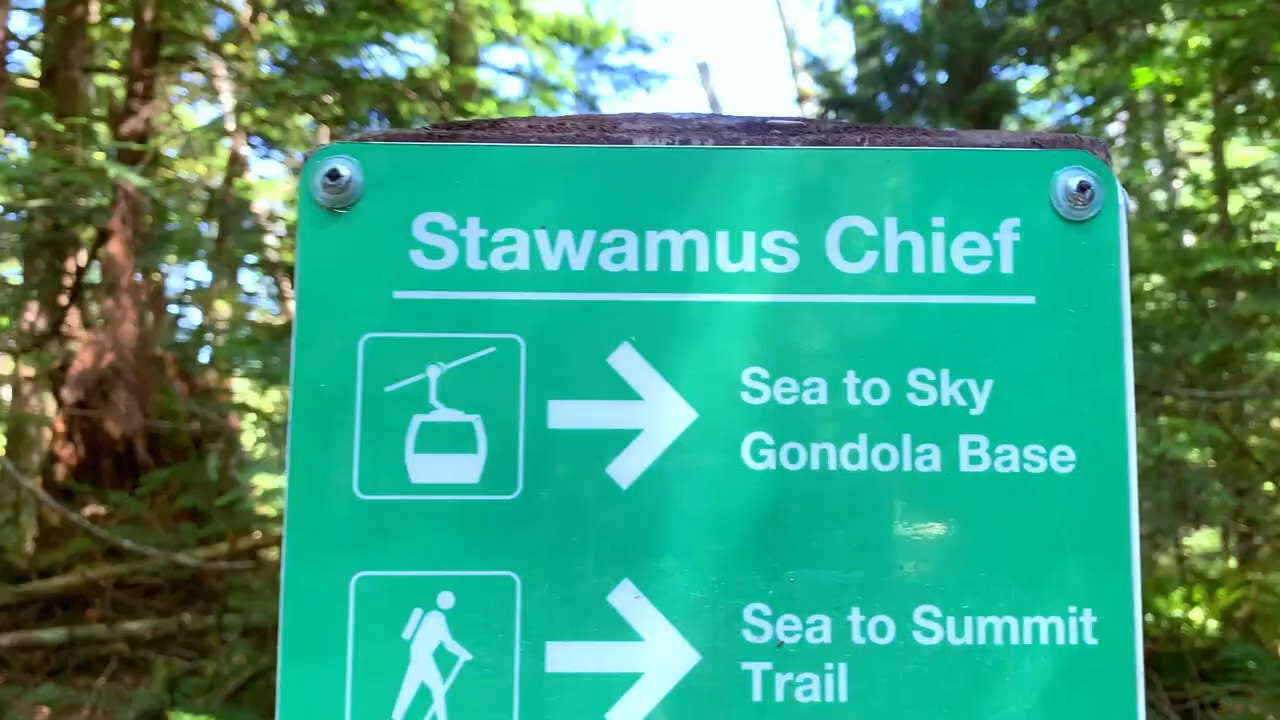 Stawamus Chief
Sea to Sky
Gondola Base
Sea to Summit
Trail